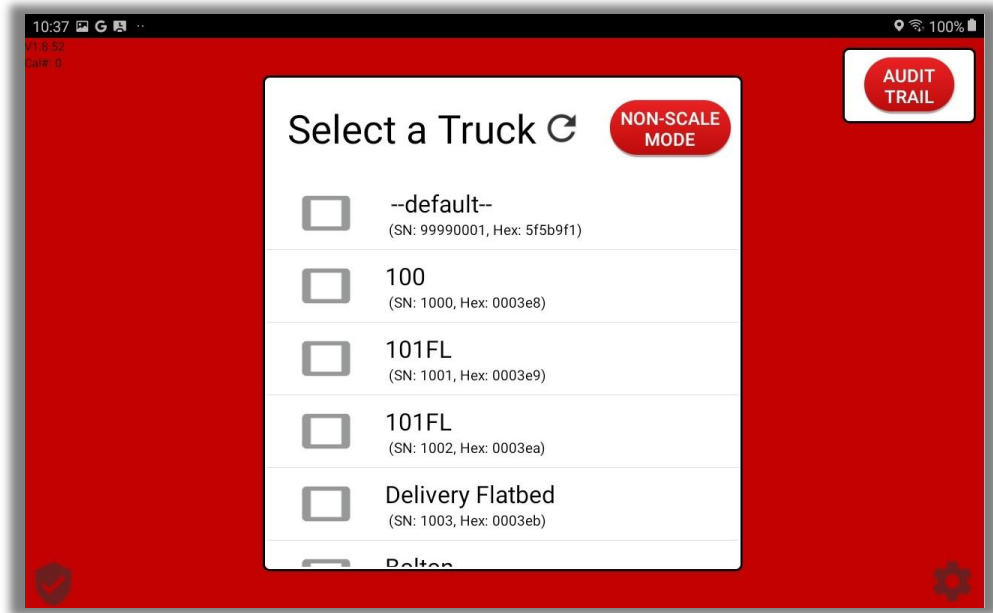 10:37
100%
V1.8.52
Cal#: 0
AUDIT
TRAIL
Select a Truck
NON-SCALE
MODE
--default--
(SN: 99990001, Hex: 5f5b9f1)
100
(SN: 1000, Hex: 0003e8)
101FL
(SN: 1001, Hex: 0003e9)
101FL
(SN: 1002, Hex: 0003ea)
Delivery Flatbed
(SN: 1003, Hex: 0003eb)